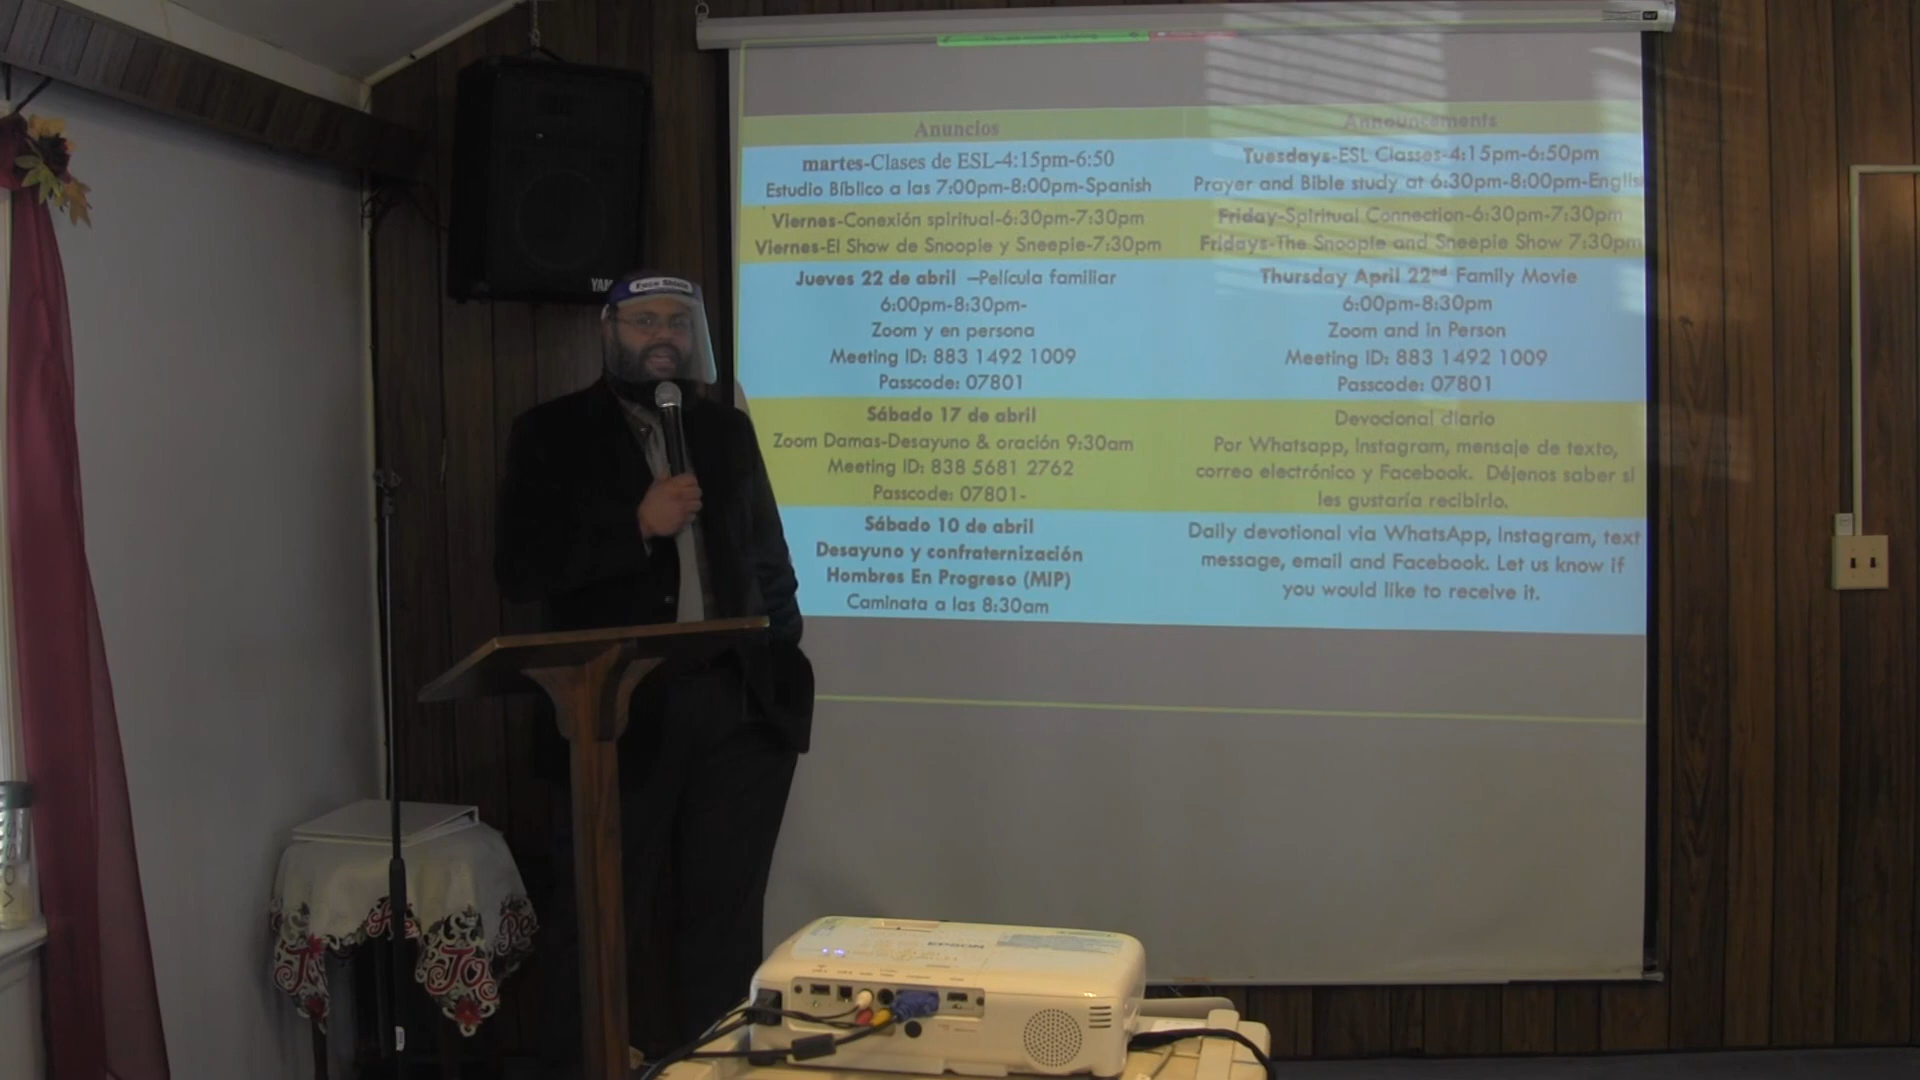 Anuncios
martes-Clases de ESL-4:15pm-6:50
Estudio Bíblico a las 7:00pm-8:00pm-Spanish
Viernes-Conexión spiritual-6:30pm-7:30pm
Viernes-El Show de Snoopie y Sneepie-7:30pm
Jueves 22 de abril –Película familiar
6:00pm-8:30pm-
Zoom y en persona
Meeting ID: 883 1492 1009
Passcode: 07801
Sábado 17 de abril
Zoom Damas-Desayuno & oración 9:30am
Meeting ID: 838 5681 2762
Passcode: 07801-
Sábado 10 de abril
Desayuno y confraternización
Hombres En Progreso (MIP)
Caminata a las 8:30am
Announcements
Tuesdays-ESL Classes-4:15pm-6:50pm
Prayer and Bible study at 6:30pm-8:00pm-English
Friday-Spiritual Connection-6:30pm-7:30pm
Fridays-The Snoopie and Sneepie Show 7:30pm
Thursday April 22nd Family Movie
6:00pm-8:30pm
Zoom and In Person
Meeting ID: 883 1492 1009
Passcode: 07801
Devocional diario
Por Whatsapp, Instagram, mensaje de texto,
correo electrónico y Facebook. Déjenos saber si
les gustaría recibirlo.
Daily devotional via WhatsApp, Instagram, text
message, email and Facebook. Let us know if
you would like to receive it.
Face Shield
EPSON